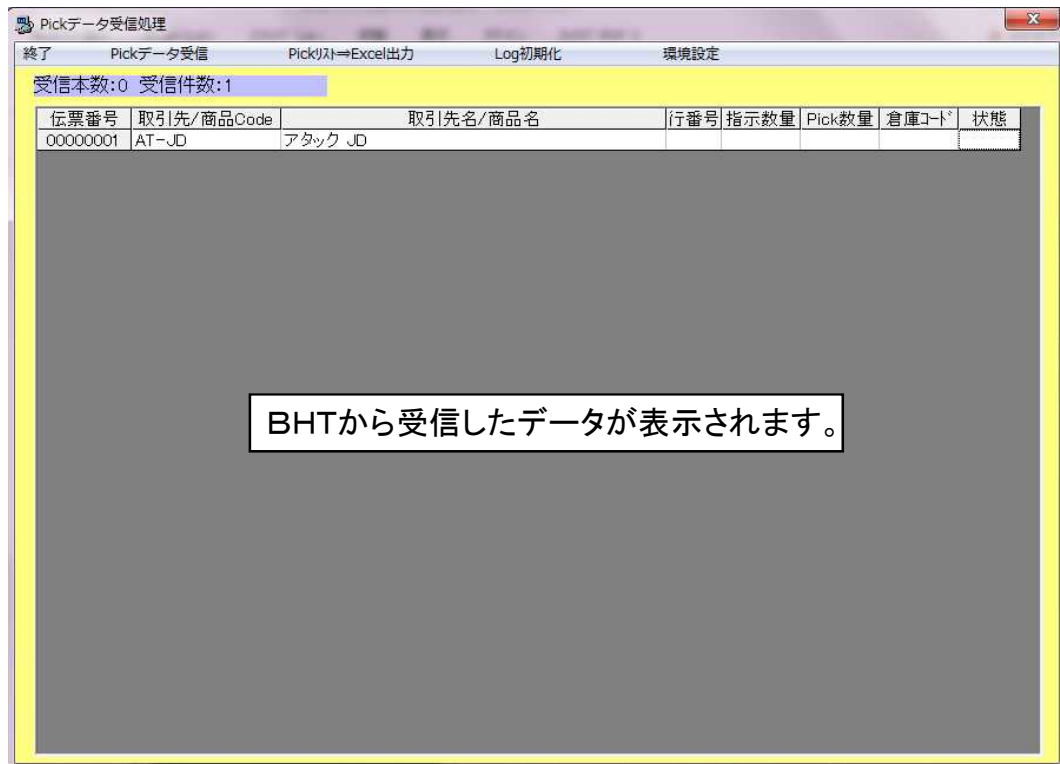 Pickデータ受信処理
終了 Pickデータ受信 Pickﾘｽﾄ⇒Excel出力 Log初期化 環境設定
受信本数:0 受信件数:1
伝票番号 取引先/商品Code 取引先名/商品名 行番号 指示数量 Pick数量 倉庫ｺｰﾄﾞ 状態
00000001 AT-JD アタック JD
ＢＨＴから受信したデータが表示されます。